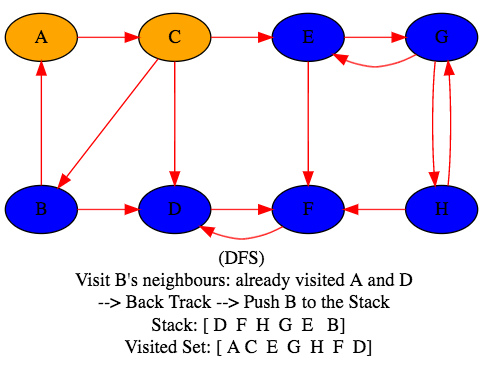 A C E G
B D F H
(DFS)
Visit B's neighbours: already visited A and D
--> Back Track --> Push B to the Stack
Stack: [ D F H G E B]
Visited Set: [ A C E G H F D]